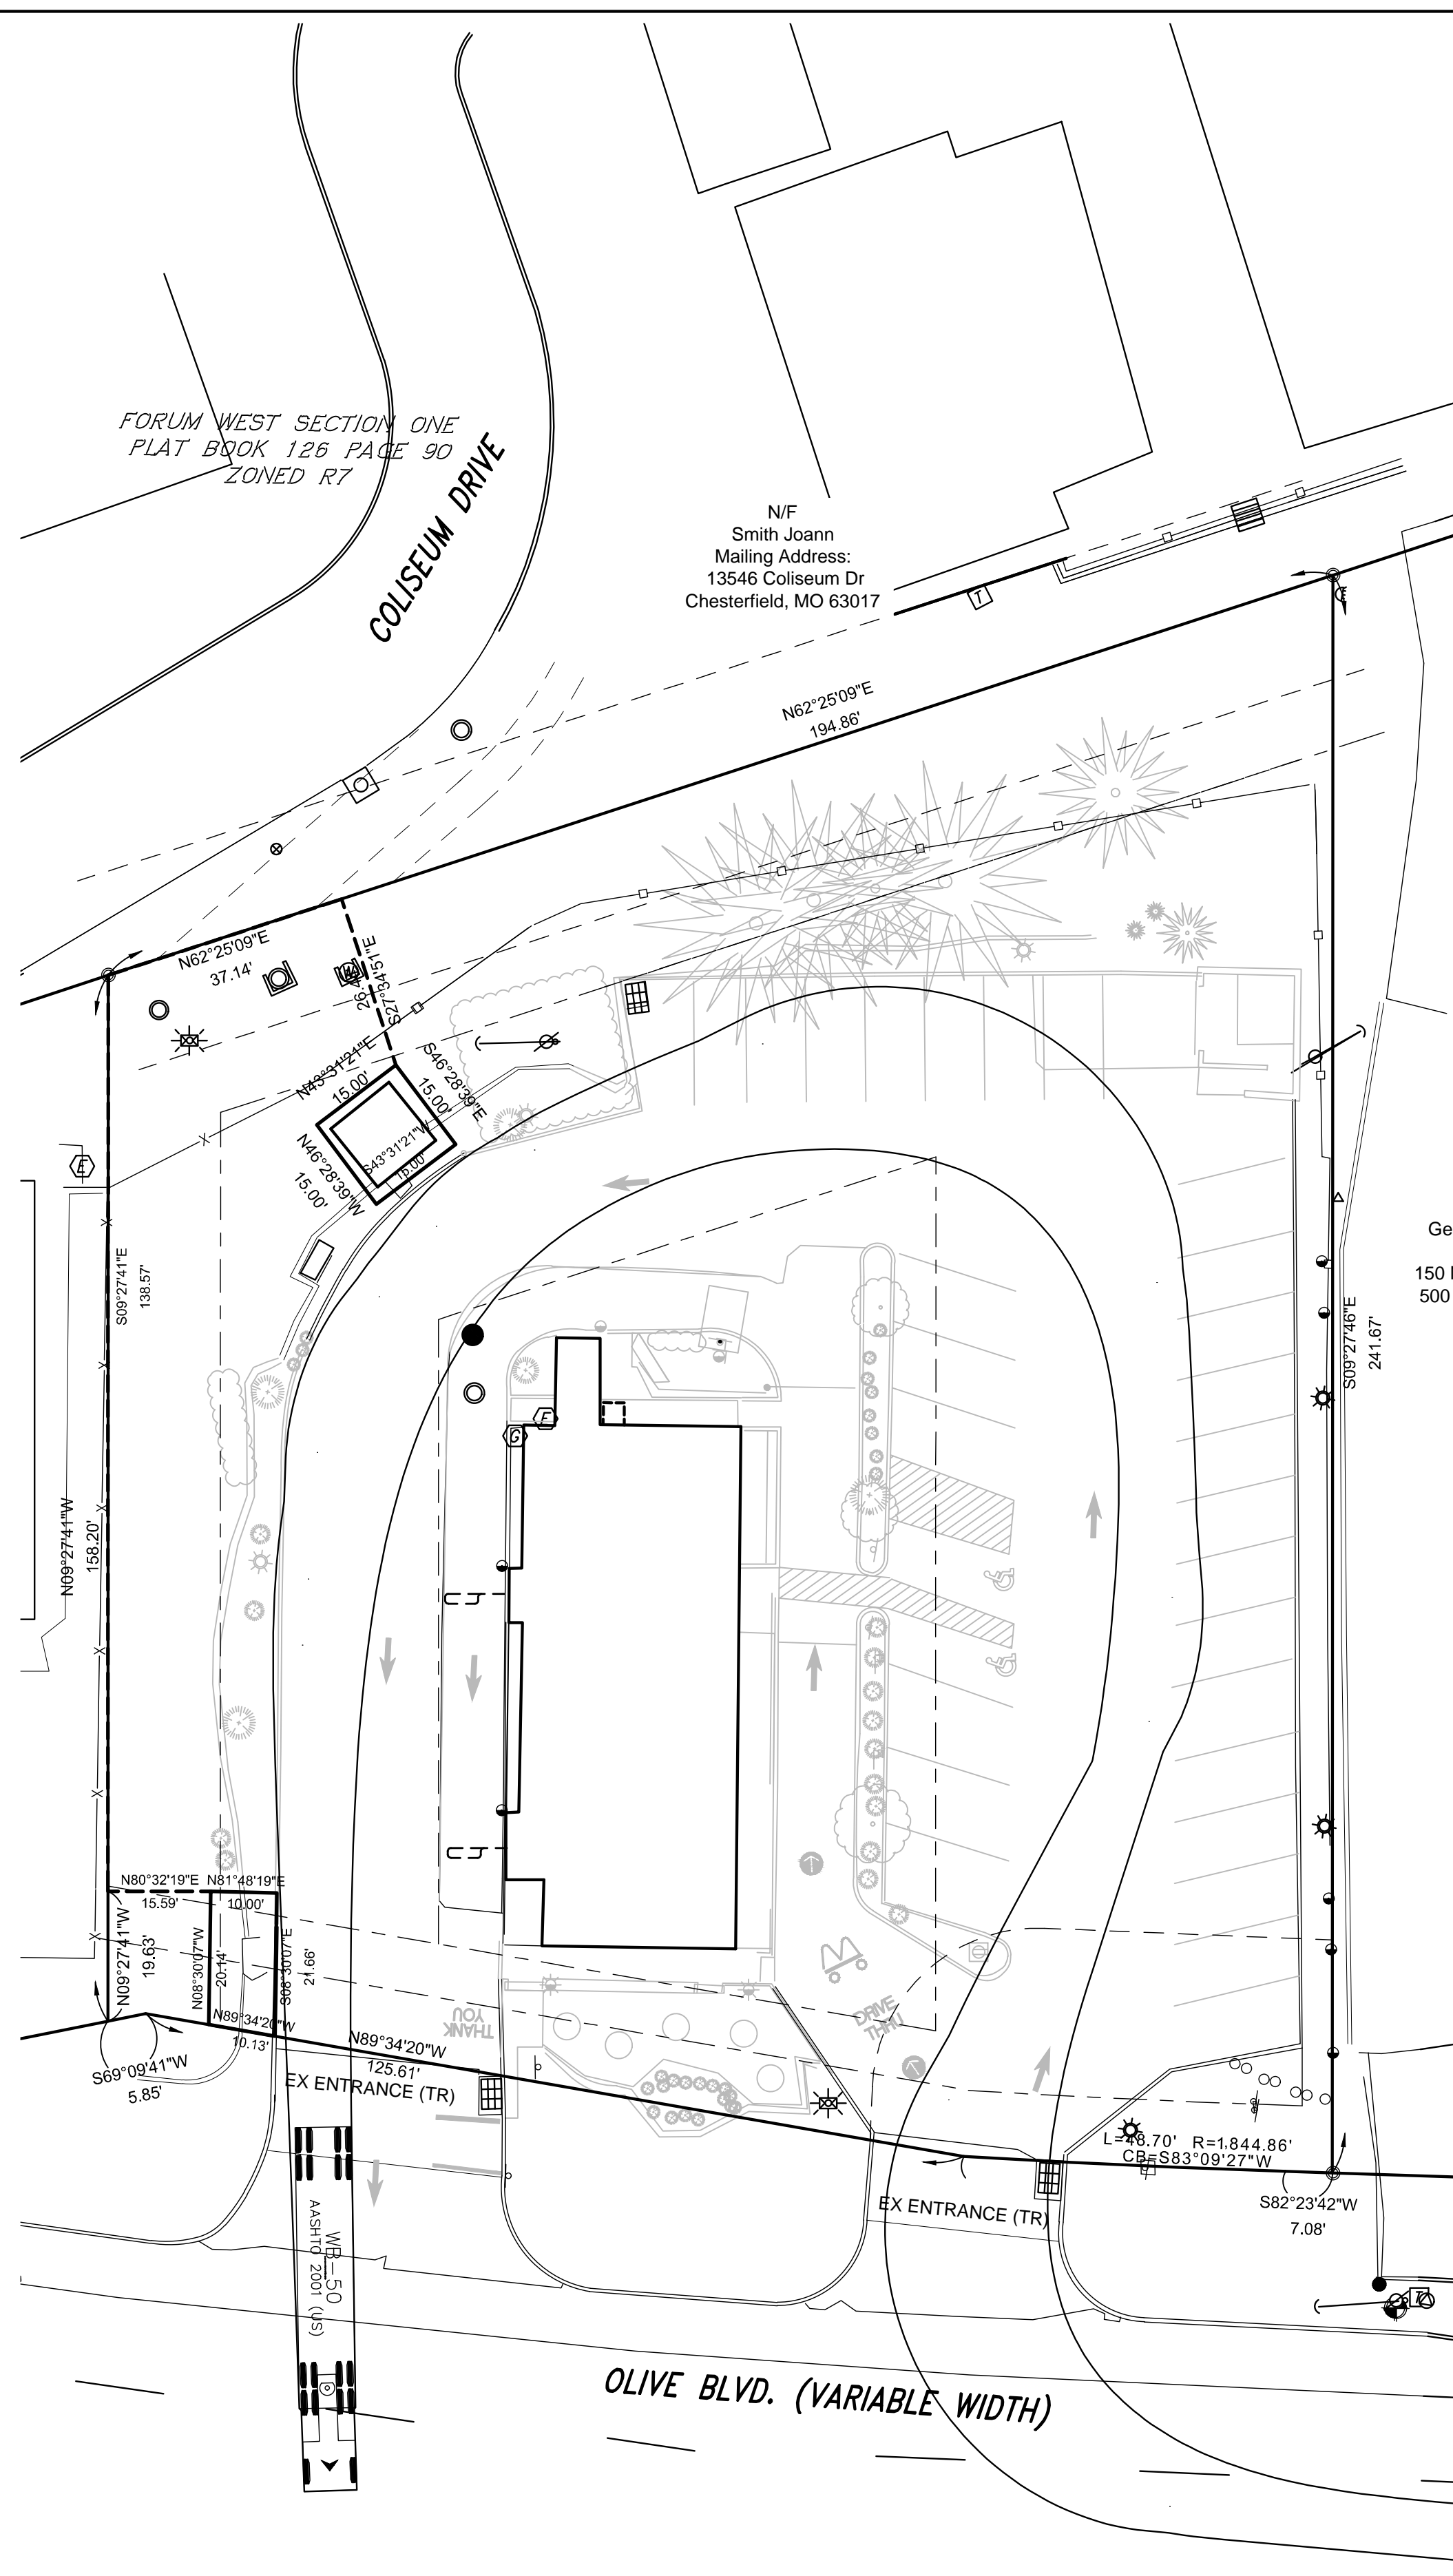 FORUM WEST SECTION ONE
PLAT BOOK 126 PAGE 90
ZONED R7
COLISEUM DRIVE
N/F
Smith Joann
Mailing Address:
13546 Coliseum Dr
Chesterfield, MO 63017
T
E
N62°25'09"E
194.86'
N62°25'09"E
37.14'
S27°34'51"E
N43°31'21"E
15.00'
S46°28'39"E
15.00'
S43°31'21"W
15.00'
N46°28'39"W
15.00'
E
S09°27'41"E
138.57'
N09°27'41"W
158.20'
Ge
150
500
S09°27'46"E
241.67'
G
N80°32'19"E
15.59'
N81°48'19"E
10.00'
N09°27'41"W
19.63'
N08°30'07"W
20.14'
S08°30'07"E
21.66'
N89°34'20"W
10.13'
S69°09'41"W
5.85'
N89°34'20"W
125.61'
EX ENTRANCE (TR)
THANK
YOU
DRIVE
THRU
L=48.70' R=1,844.86'
CB=S83°09'27"W
S82°23'42"W
7.08'
EX ENTRANCE (TR)
WB-50
AASHTO 2001 (US)
T
OLIVE BLVD. (VARIABLE WIDTH)